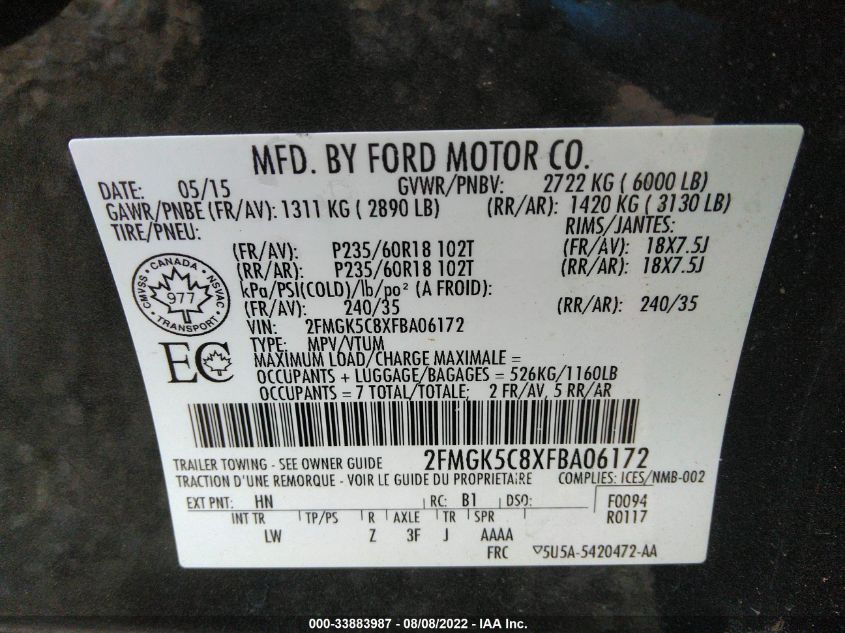 MFD. BY FORD MOTOR CO.
DATE: 05/15 GVWR/PNBV: 2722 KG ( 6000 LB)
GAWR/PNBE (FR/AV): 1311 KG ( 2890 LB) (RR/AR): 1420 KG ( 3130 LB)
TIRE/PNEU: RIMS/JANTES:
(FR/AV): P235/60R18 102T (FR/AV): 18X7.5J
(RR/AR): P235/60R18 102T (RR/AR): 18X7.5J
kPa/PSI(COLD)/lb/po² (A FROID):
(FR/AV): 240/35 (RR/AR): 240/35
CANADA
CMVSS 977 NSVAC
TRANSPORT
VIN: 2FMGK5C8XFBA06172
TYPE: MPV/VTUM
EC
MAXIMUM LOAD/CHARGE MAXIMALE =
OCCUPANTS + LUGGAGE/BAGAGES = 526KG/1160LB
OCCUPANTS = 7 TOTAL/TOTALE; 2 FR/AV, 5 RR/AR
TRAILER TOWING - SEE OWNER GUIDE 2FMGK5C8XFBA06172
TRACTION D'UNE REMORQUE - VOIR LE GUIDE DU PROPRIETAIRE COMPLIES: ICES/NMB-002
EXT PNT: HN RC: B1 DSO: F0094
INT TR TP/PS R AXLE TR SPR R0117
LW Z 3F J AAAA
FRC ▽5U5A-5420472-AA
000-33883987 - 08/08/2022 - IAA Inc.